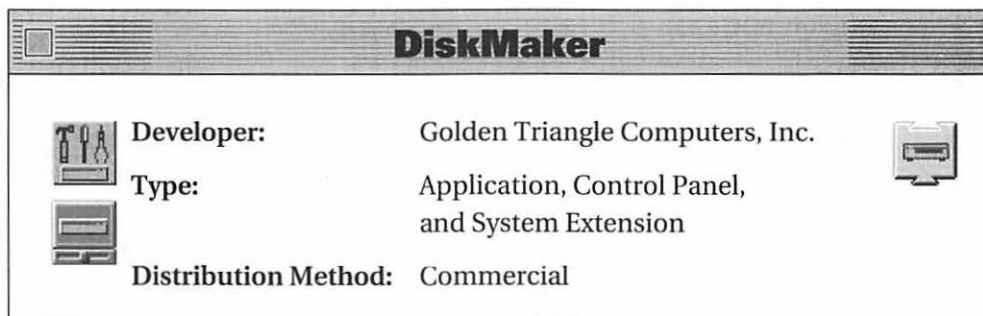 DiskMaker
Developer: Golden Triangle Computers, Inc.
Type: Application, Control Panel,
and System Extension
Distribution Method: Commercial